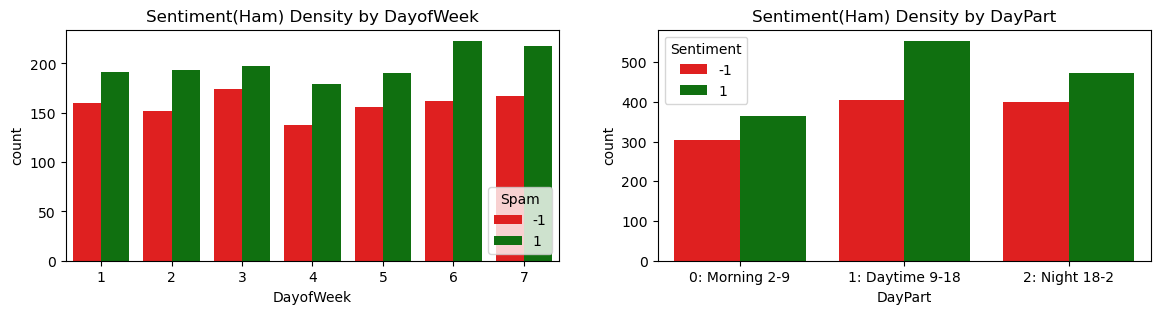 Sentiment(Ham) Density by DayofWeek
count
200
150
100
50
0
1 2 3 4 5 6 7
DayofWeek
Spam
-1
1
Sentiment(Ham) Density by DayPart
count
500
400
300
200
100
0
0: Morning 2-9 1: Daytime 9-18 2: Night 18-2
DayPart
Sentiment
-1
1